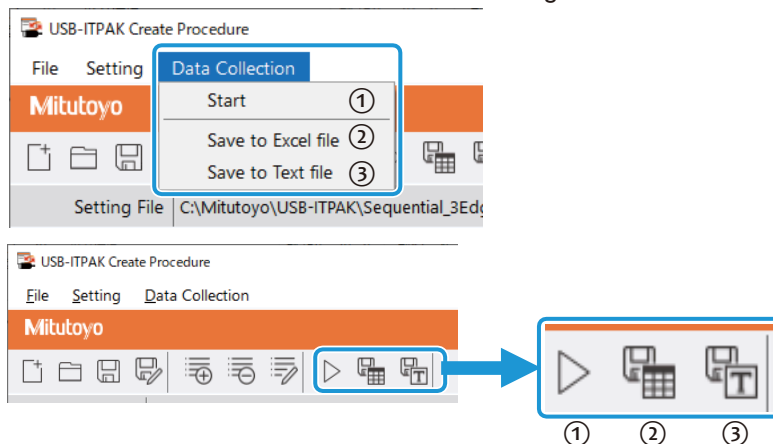 USB-ITPAK Create Procedure
File Setting Data Collection
Start ①
Mitutoyo
Save to Excel file ②
Save to Text file ③
Setting File C:\Mitutoyo\USB-ITPAK\Sequential_3Edg
USB-ITPAK Create Procedure
File Setting Data Collection
Mitutoyo
T
T
① ② ③